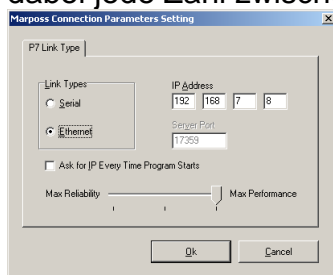 dabei jede Zahl zwisch
Marposs Connection Parameters Setting
P7 Link Type
Link Types
Serial
Ethernet
IP Address
192 168 7 8
Server Port
17359
Ask for IP Every Time Program Starts
Max Reliability
Max Performance
Ok
Cancel